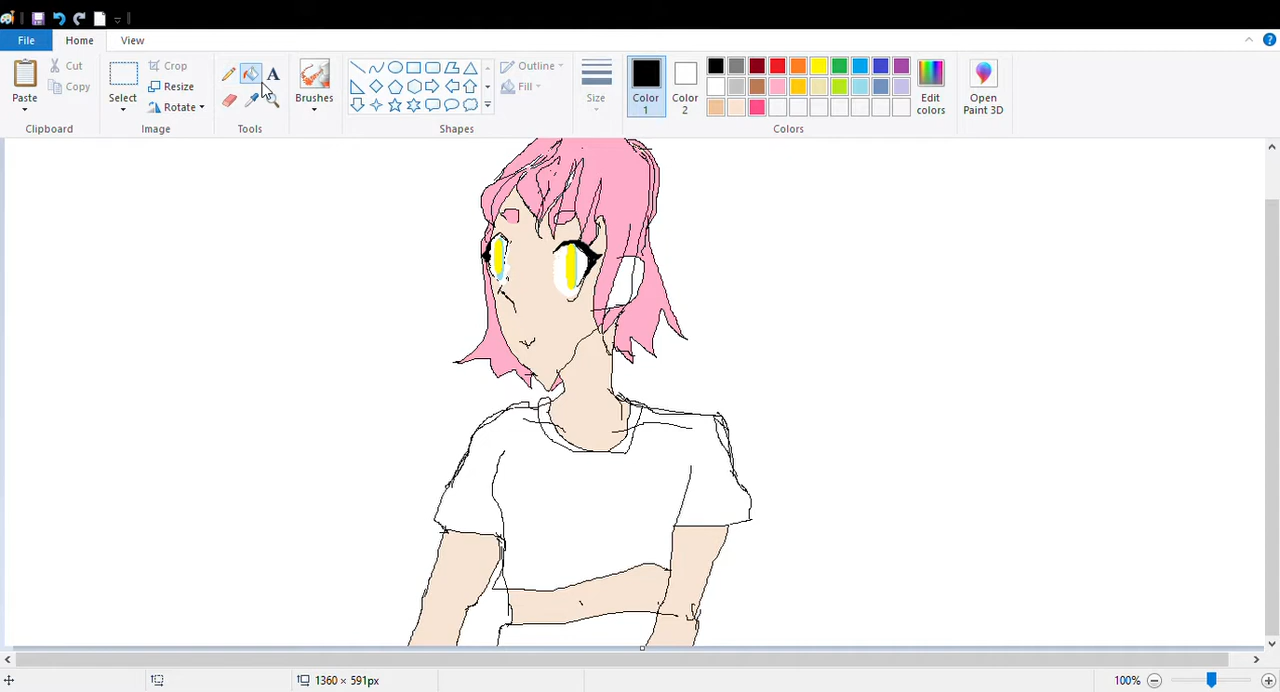 File Home View
Paste Cut Copy Clipboard
Select Crop Resize Rotate Image
A Tools
Brushes
Outline Fill Shapes
Size
Color 1 Color 2 Edit colors Colors
Open Paint 3D
1360 × 591px 100%